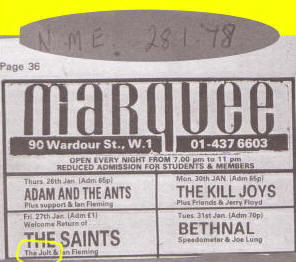 N.M.E. 28.1.78
Page 36
marquee
90 Wardour St., W.1 01-437 6603
OPEN EVERY NIGHT FROM 7.00 pm to 11 pm
REDUCED ADMISSION FOR STUDENTS & MEMBERS
Thurs. 26th Jan. (Adm 65p)
ADAM AND THE ANTS
Plus support & Ian Fleming
Mon. 30th JAN. (Adm 65p)
THE KILL JOYS
Plus Friends & Jerry Floyd
Fri. 27th Jan. (Adm £1)
Welcome Return of
THE SAINTS
The Jolt & Ian Fleming
Tues. 31st Jan. (Adm 70p)
BETHNAL
Speedometer & Joe Lung